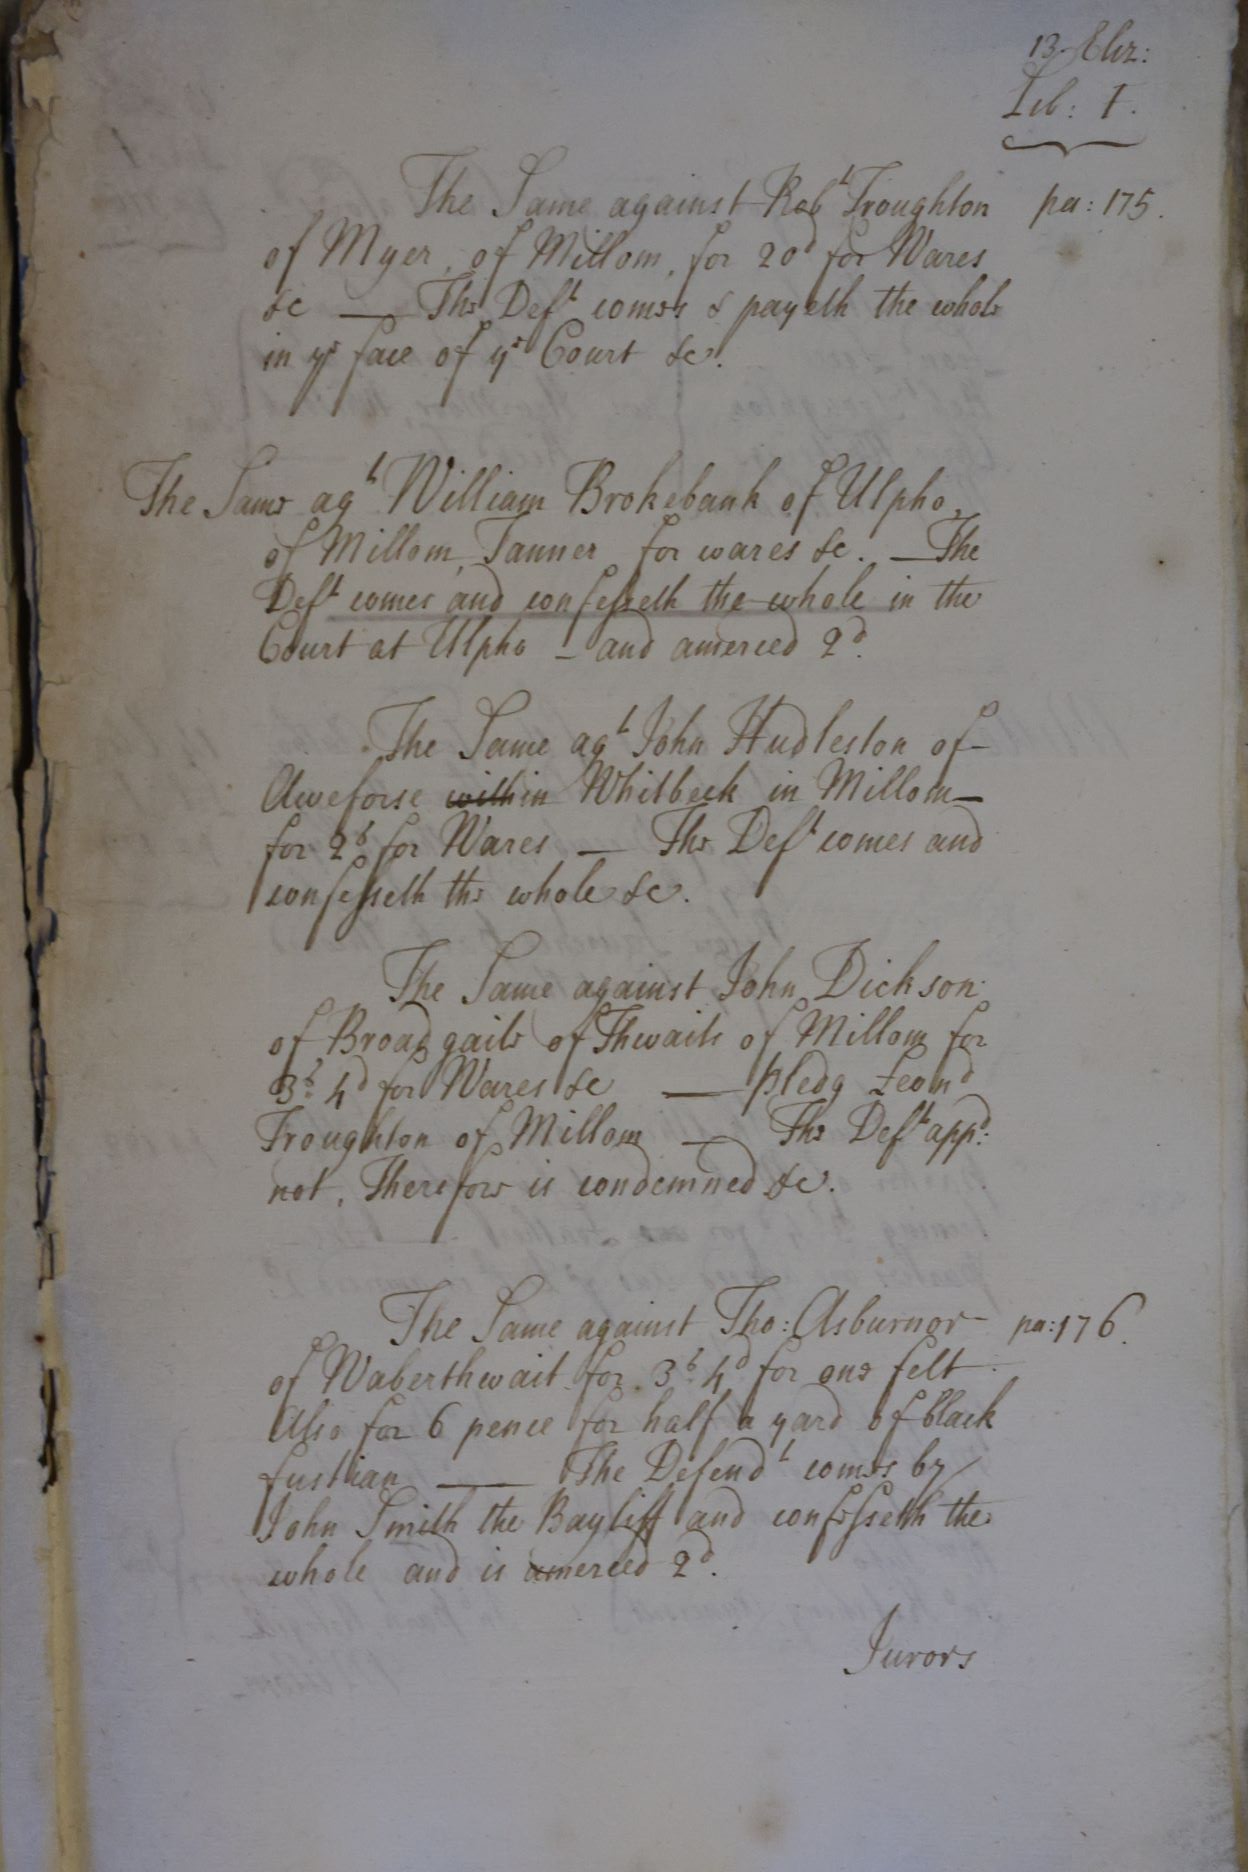 13. Eliz:
Lib: I.
The Same against Robt Troughton pa: 175.
of Myer, of Millom, for 20d for Wares
&c — The Deft comes & payeth the whole
in ye face of ye Court &c.
The Same agt William Brokebank of Ulpho,
of Millom, Tanner for wares &c. — The
Deft comes and confesseth the whole in the
Court at Ulpho – and amerced 2d.
The Same agt John Hudleston of
Aweforse within Whitbeck in Millom
for 2s for Wares — The Deft comes and
confesseth the whole &c.
The Same against John Dickson
of Broadgaite of Thwaits of Millom for
3s. 4d for Wares &c — pledg Leond
Troughton of Millom — The Deft appd:
not, Therefore is condemned &c.
The Same against Tho: Asburnor pa: 176.
of Waberthwait for 3s. 4d for one felt.
Also for 6 pence for half a yard of black
fustian — The Defendt comes by
John Smith the Bayliff and confesseth the
whole and is amerced 2d.
Jurors